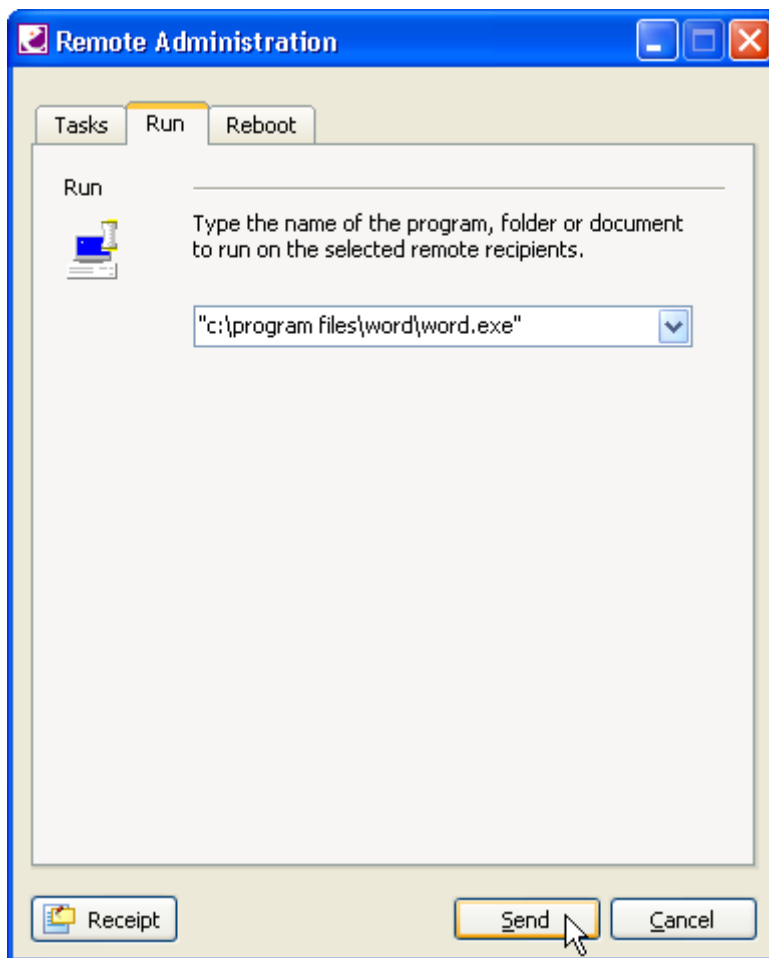 Remote Administration
Tasks Run Reboot
Run
Type the name of the program, folder or document
to run on the selected remote recipients.
"c:\program files\word\word.exe"
Receipt Send Cancel